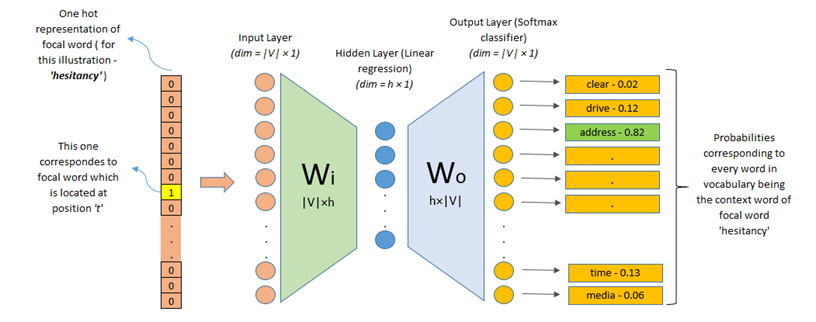 One hot
representation of
focal word ( for
this illustration -
'hesitancy')
This one
correspondes to
focal word which
is located at
position 't'
0
0
0
0
0
0
0
1
0
.
.
.
0
0
0
Input Layer
(dim = |V| × 1)
Wi
|V|×h
Hidden Layer (Linear
regression)
(dim = h × 1)
.
.
.
Wo
h×|V|
Output Layer (Softmax
classifier)
(dim = |V| × 1)
clear - 0.02
drive - 0.12
address - 0.82
.
.
.
time - 0.13
media - 0.06
Probabilities
corresponding to
every word in
vocabulary being
the context word of
focal word
'hesitancy'